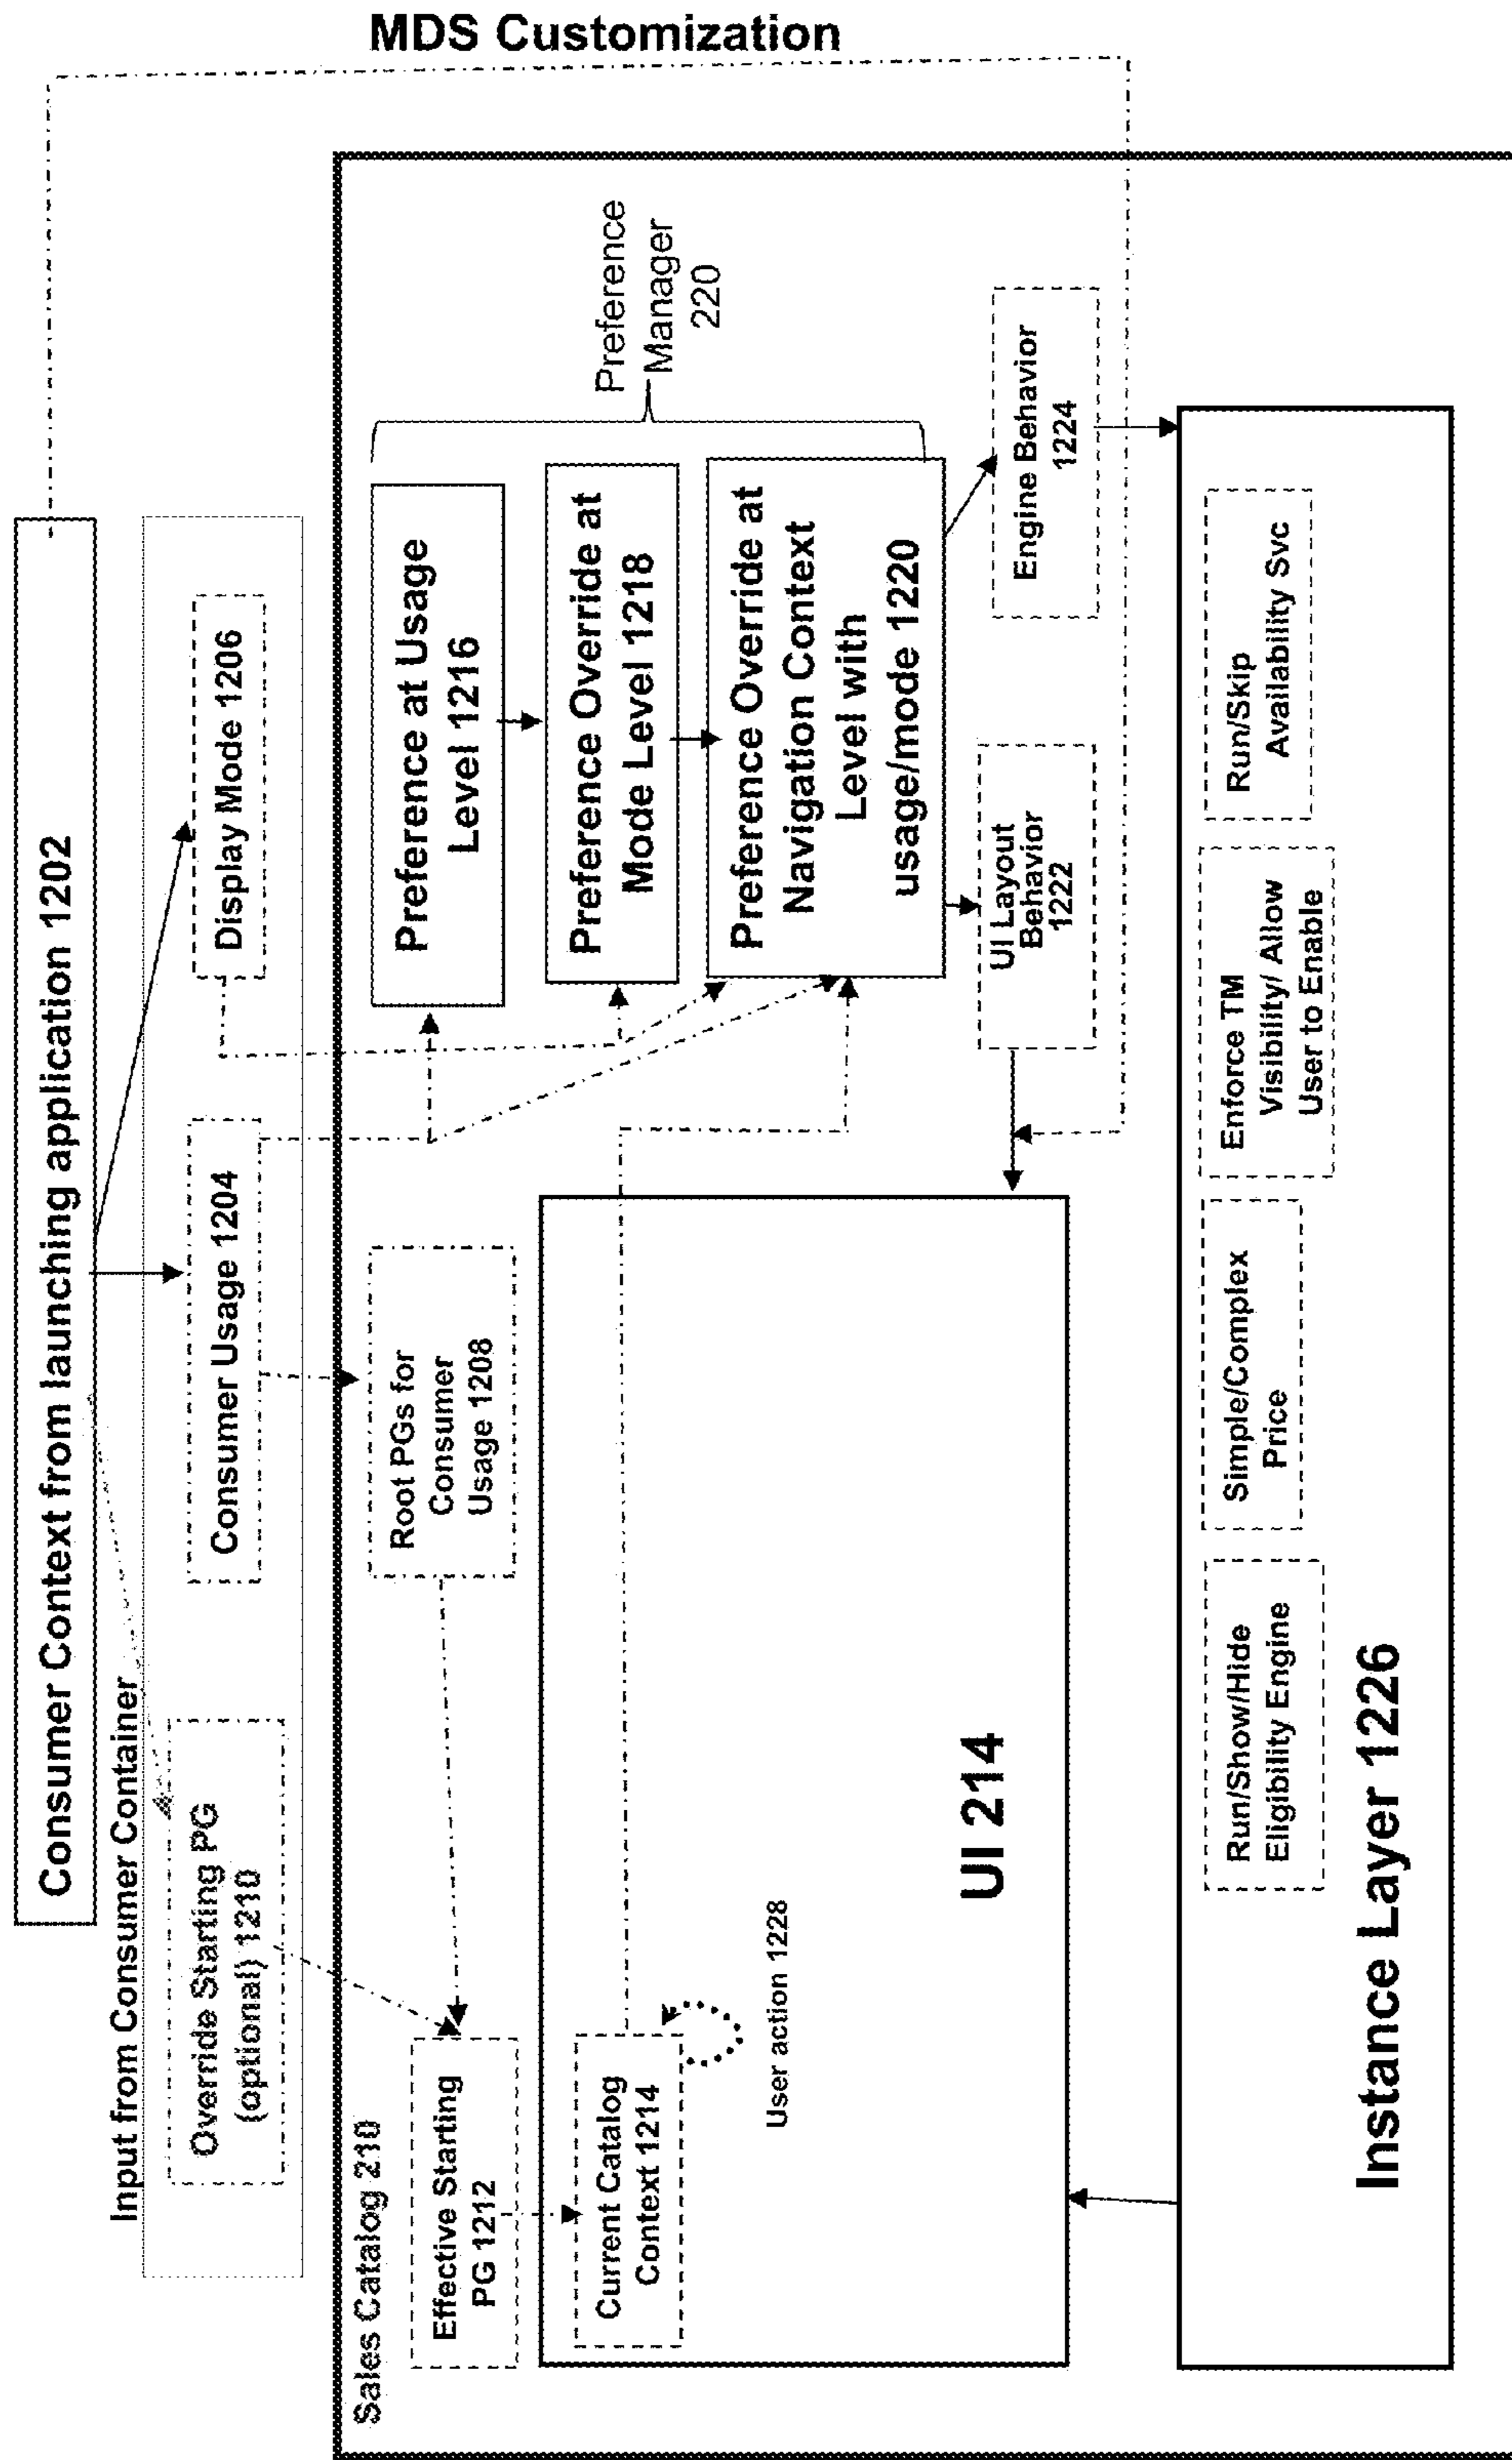 MDS Customization
Consumer Context from launching application 1202
Input from Consumer Container
Override Starting PG
(optional) 1210
Consumer Usage 1204
Display Mode 1206
Sales Catalog 210
Effective Starting
PG 1212
Root PGs for
Consumer
Usage 1208
Preference at Usage
Level 1216
Preference Override at
Mode Level 1218
Preference Override at
Navigation Context
Level with
usage/mode 1220
Preference
Manager
220
Current Catalog
Context 1214
User action 1228
UI 214
UI Layout
Behavior
1222
Engine Behavior
1224
Run/Show/Hide
Eligibility Engine
Simple/Complex
Price
Enforce TM
Visibility/ Allow
User to Enable
Run/Skip
Availability Svc
Instance Layer 1226